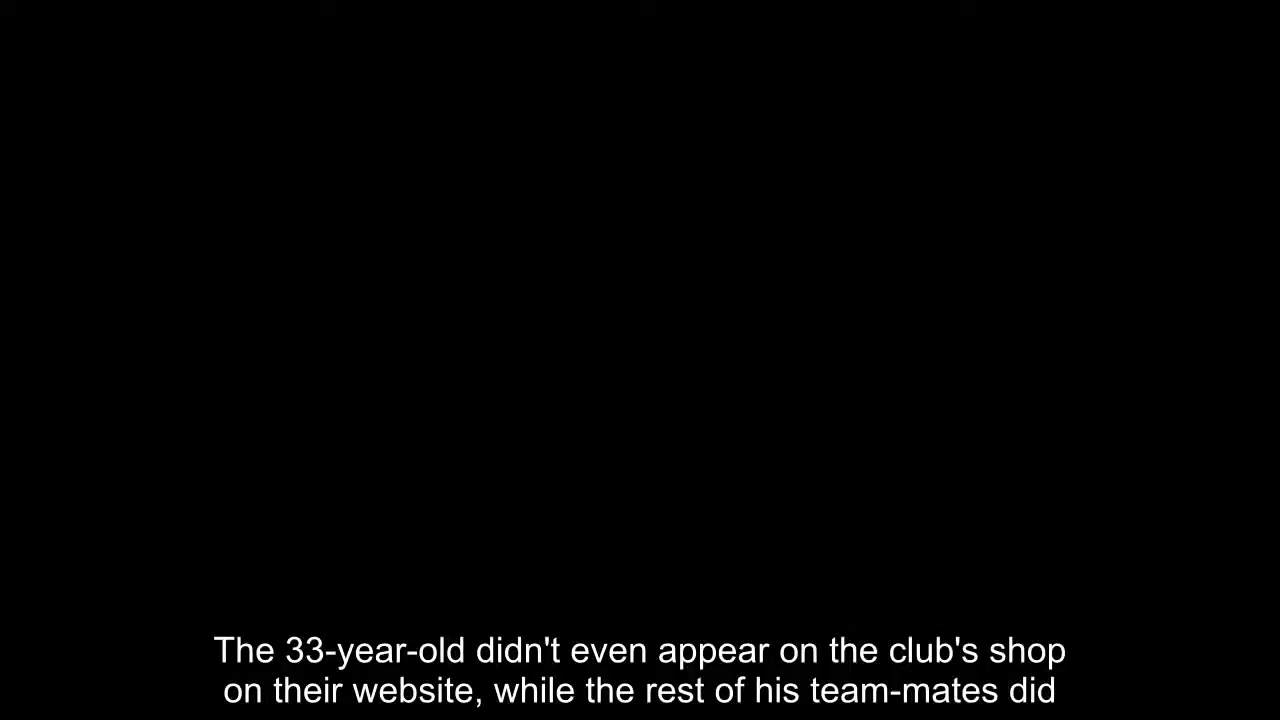 The 33-year-old didn't even appear on the club's shop
on their website, while the rest of his team-mates did